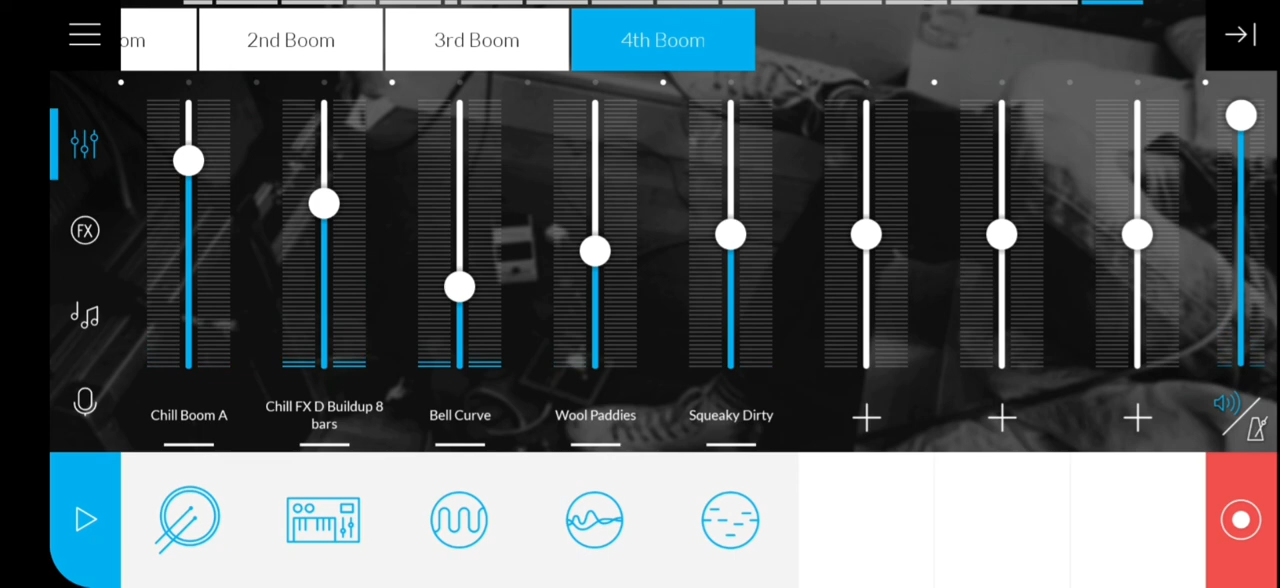 om
2nd Boom
3rd Boom
4th Boom
FX
Chill Boom A
Chill FX D Buildup 8
bars
Bell Curve
Wool Paddies
Squeaky Dirty